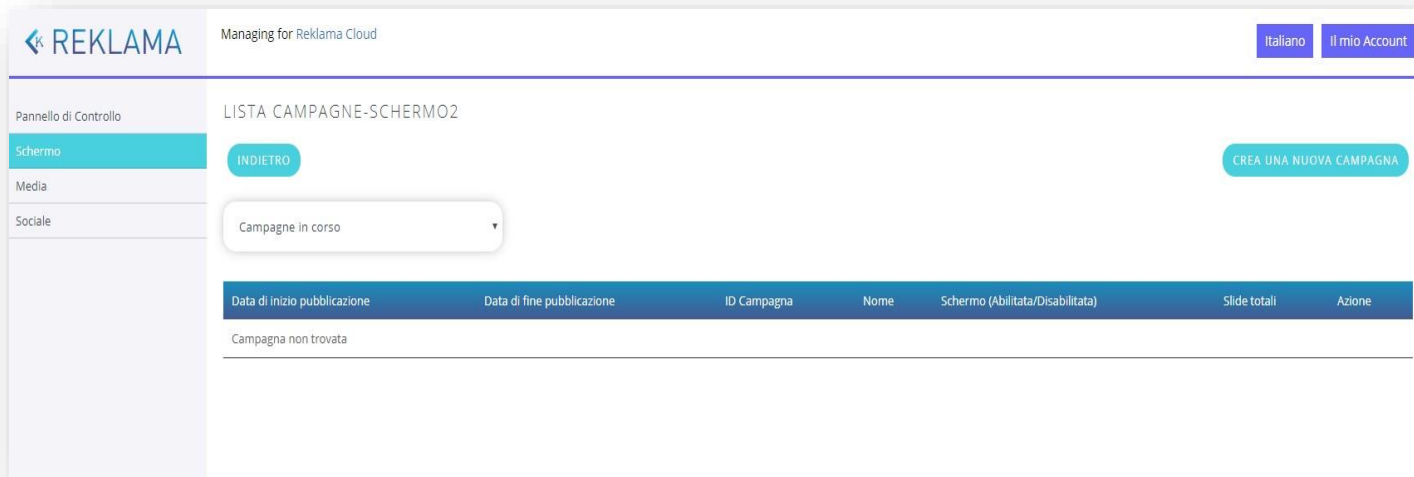 REKLAMA
Managing for Reklama Cloud
Italiano
Il mio Account
Pannello di Controllo
Schermo
Media
Sociale
LISTA CAMPAGNE-SCHERMO2
INDIETRO
CREA UNA NUOVA CAMPAGNA
Campagne in corso
Data di inizio pubblicazione Data di fine pubblicazione ID Campagna Nome Schermo (Abilitata/Disabilitata) Slide totali Azione
Campagna non trovata